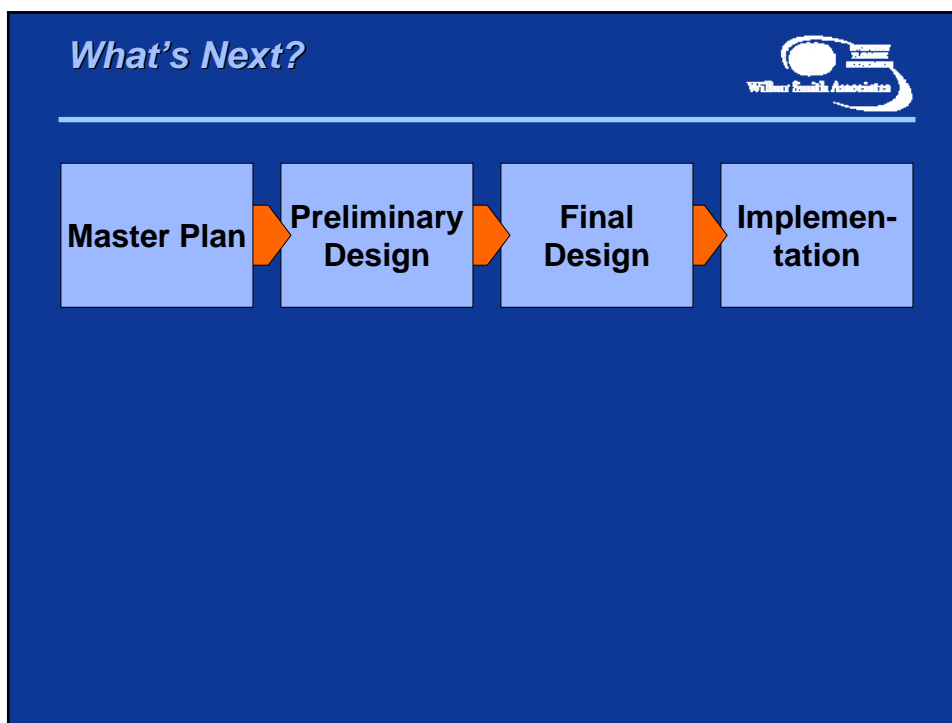 What's Next?
Wilbur Smith Associates
Master Plan
Preliminary
Design
Final
Design
Implemen-
tation